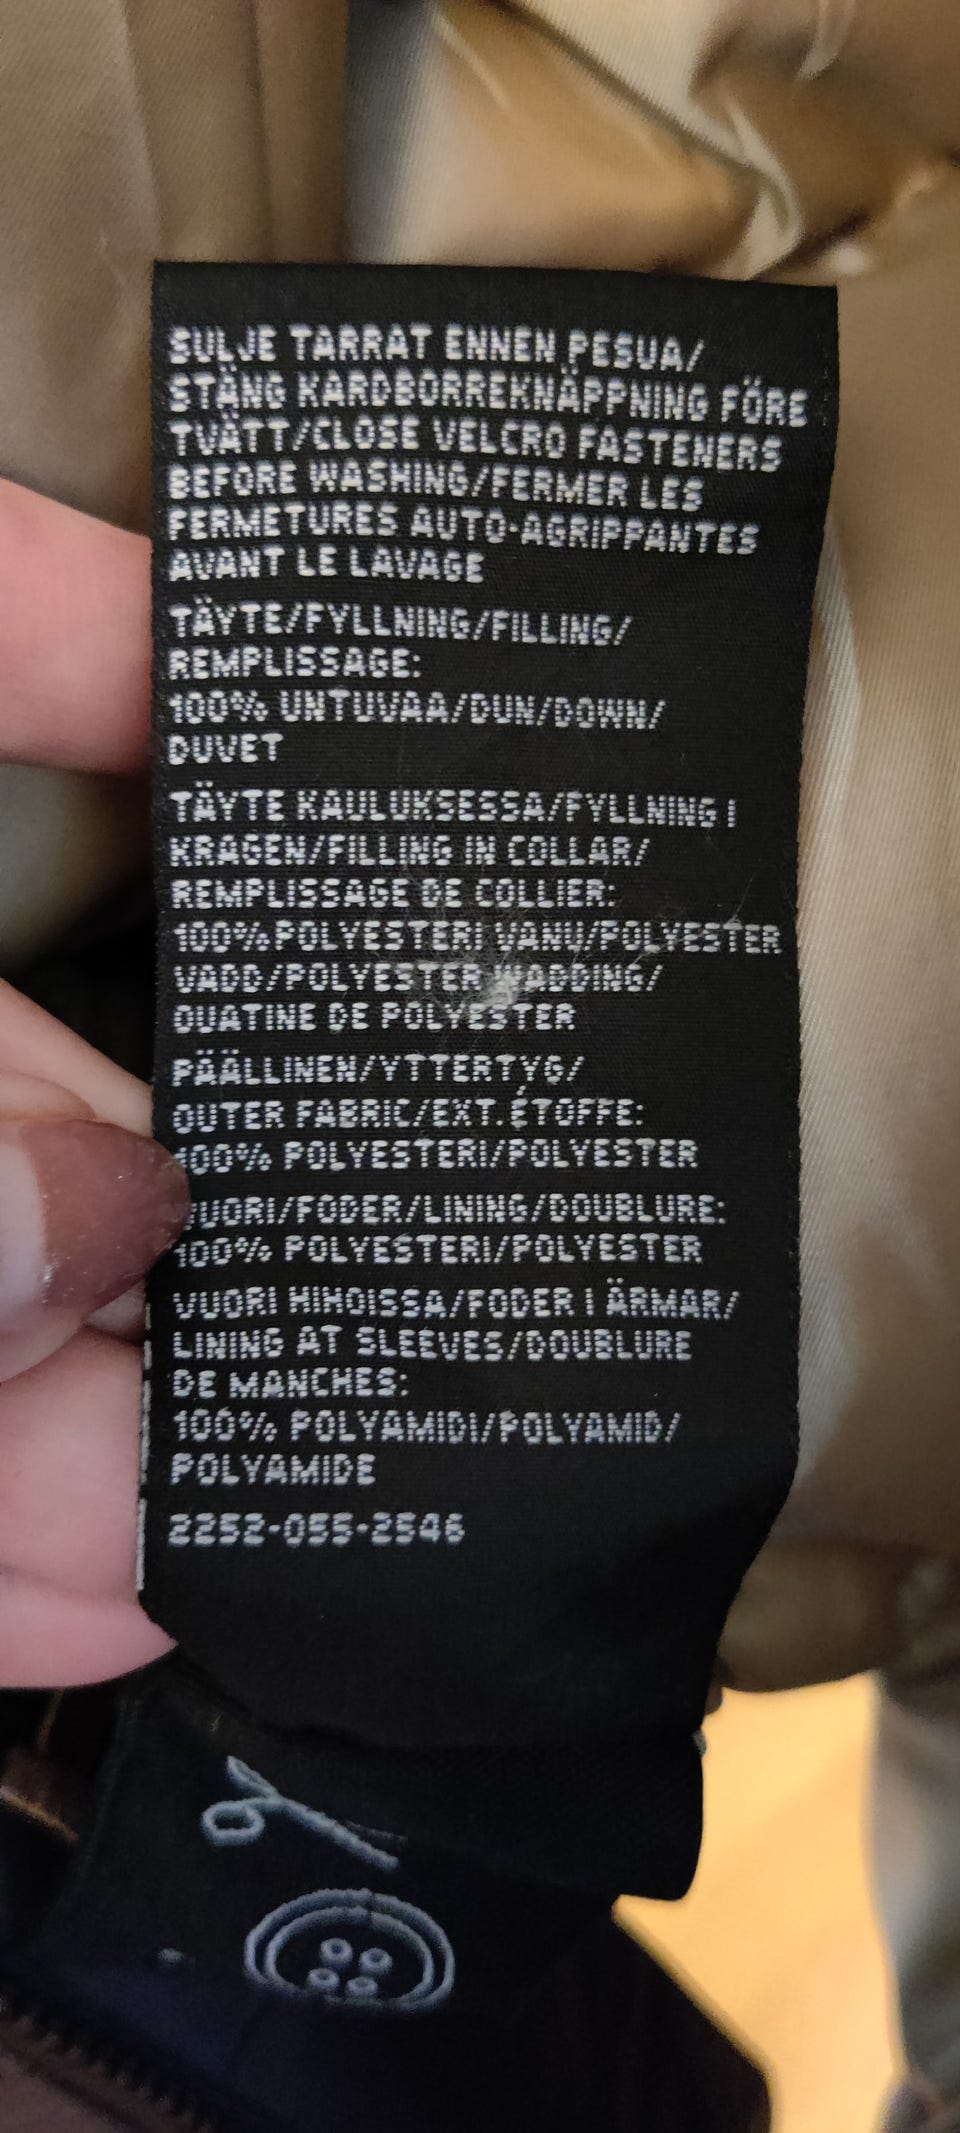 SULJE TARRAT ENNEN PESUA/
STÄNG KARDBORREKNÄPPNING FÖRE
TVÄTT/CLOSE VELCRO FASTENERS
BEFORE WASHING/FERMER LES
FERMETURES AUTO-AGRIPPANTES
AVANT LE LAVAGE
TÄYTE/FYLLNING/FILLING/
REMPLISSAGE:
100% UNTUVAA/DUN/DOWN/
DUVET
TÄYTE KAULUKSESSA/FYLLNING I
KRAGEN/FILLING IN COLLAR/
REMPLISSAGE DE COLLIER:
100% POLYESTERI VANU/POLYESTER
VADD/POLYESTER WADDING/
OUATINE DE POLYESTER
PÄÄLLINEN/YTTERTYG/
OUTER FABRIC/EXT.ÉTOFFE:
100% POLYESTERI/POLYESTER
VUORI/FODER/LINING/DOUBLURE:
100% POLYESTERI/POLYESTER
VUORI HIHOISSA/FODER I ÄRMAR/
LINING AT SLEEVES/DOUBLURE
DE MANCHES:
100% POLYAMIDI/POLYAMID/
POLYAMIDE
2252-055-2546